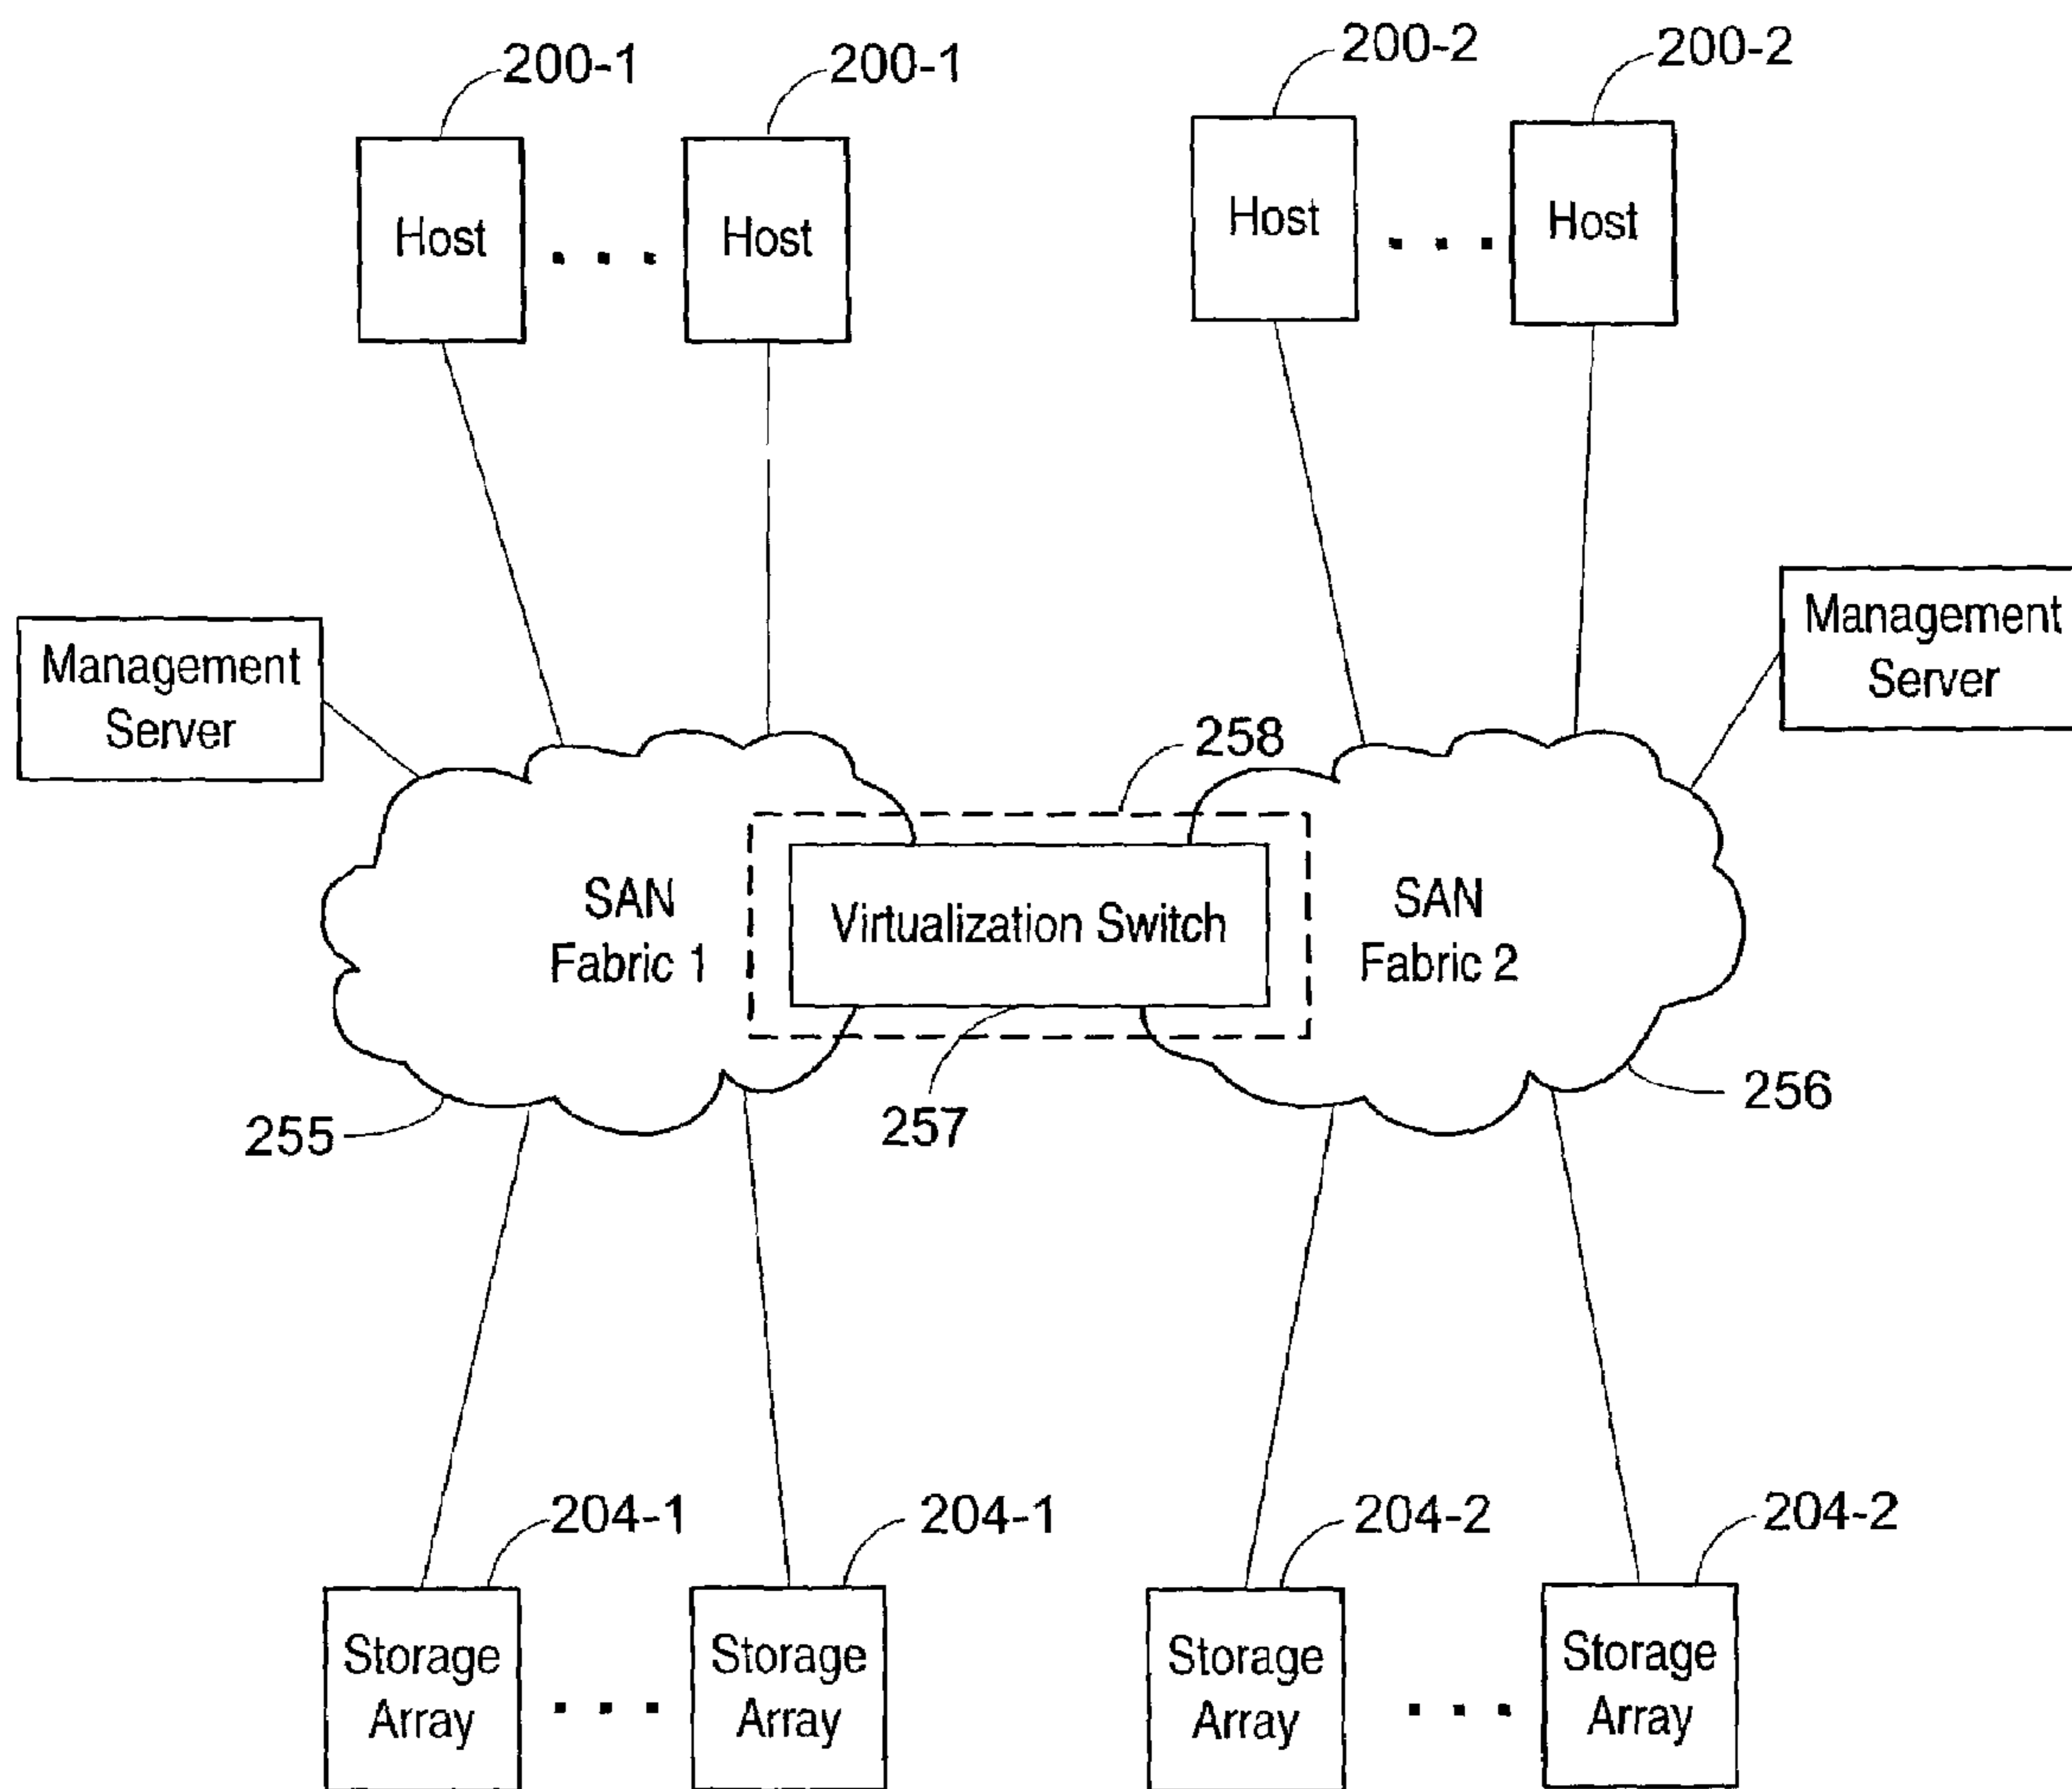 200-1
200-1
200-2
200-2
Host
Host
Host
Host
Management
Server
Management
Server
258
SAN
Fabric 1
Virtualization Switch
SAN
Fabric 2
255
257
256
204-1
204-1
204-2
204-2
Storage
Array
Storage
Array
Storage
Array
Storage
Array